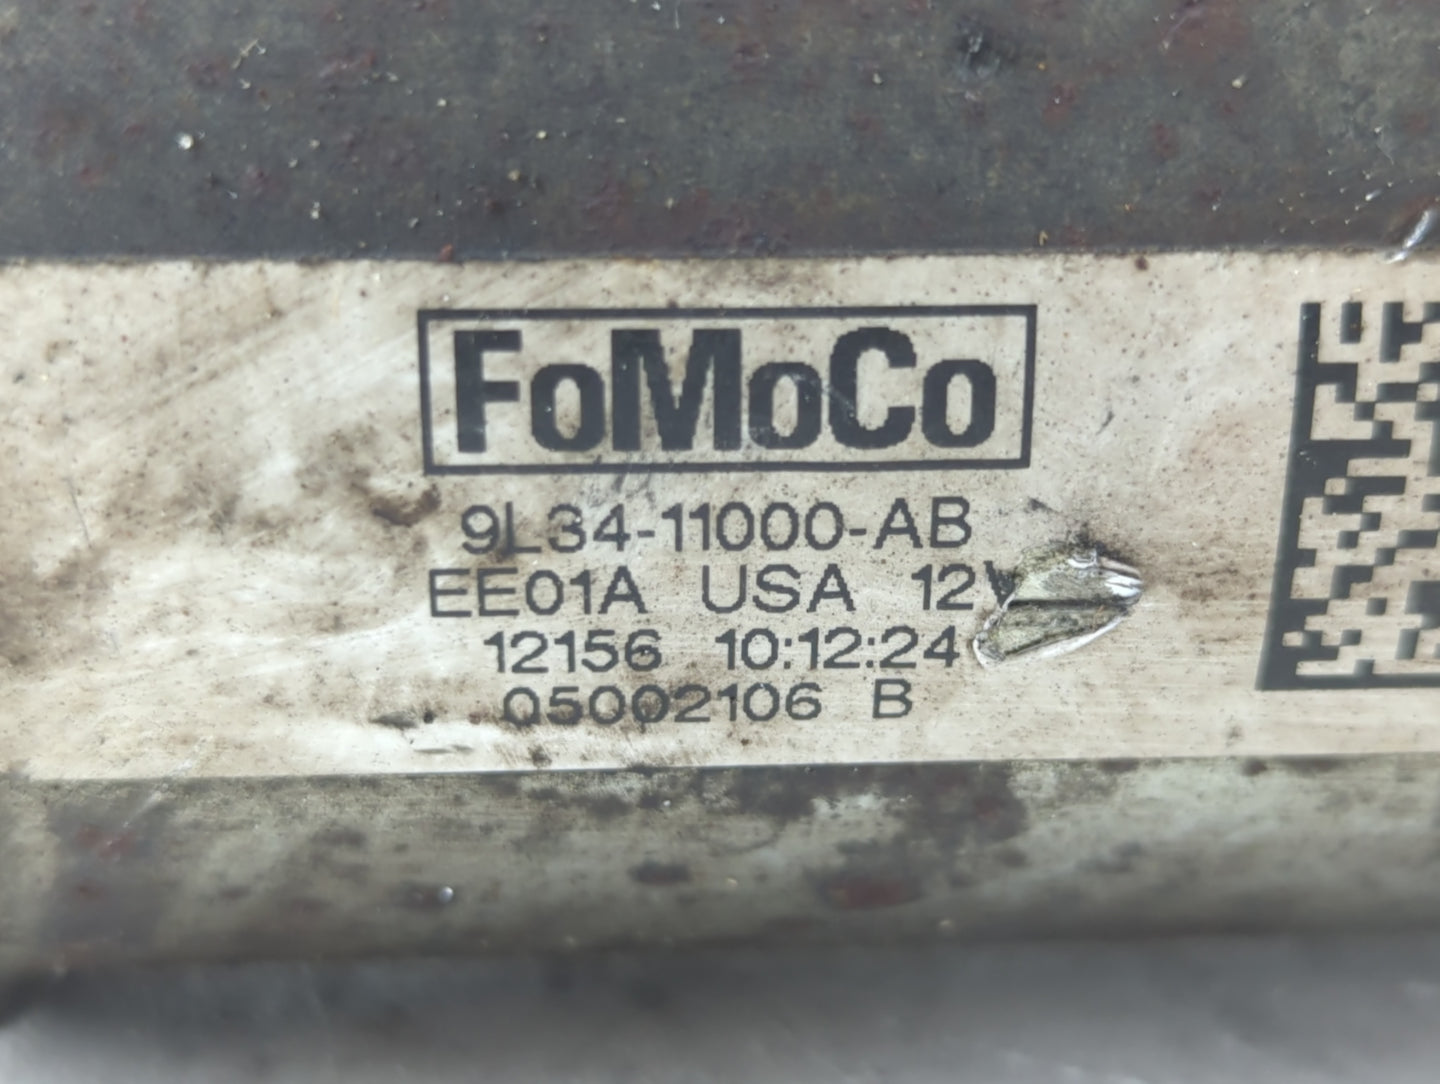 FoMoCo
9L34-11000-AB
EE01A USA 12V
12156 10:12:24
05002106 B